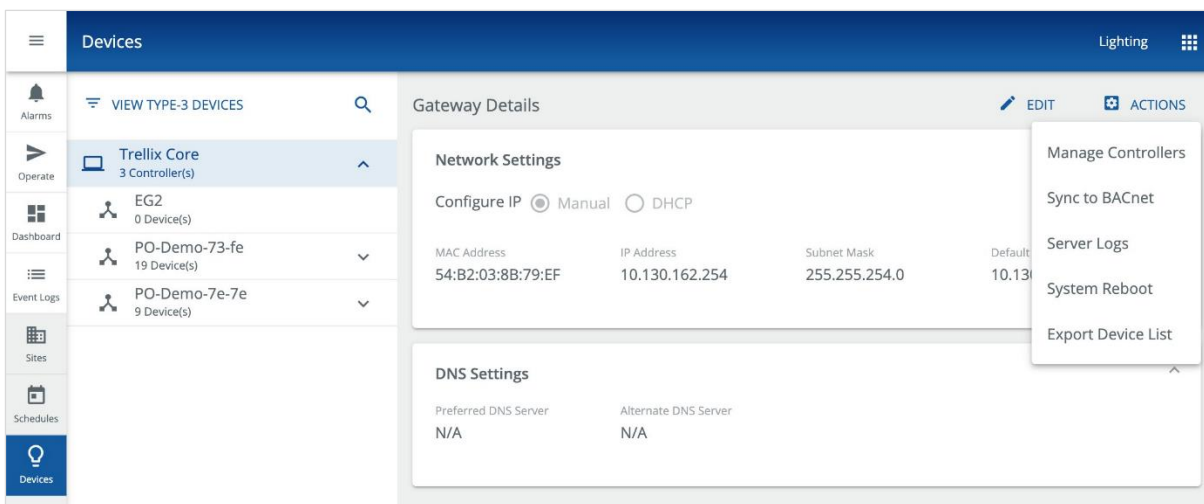 Devices
Lighting
Alarms
Operate
Dashboard
Event Logs
Sites
Schedules
Devices
VIEW TYPE-3 DEVICES
Trellix Core
3 Controller(s)
EG2
0 Device(s)
PO-Demo-73-fe
19 Device(s)
PO-Demo-7e-7e
9 Device(s)
Gateway Details
EDIT
ACTIONS
Manage Controllers
Sync to BACnet
Server Logs
System Reboot
Export Device List
Network Settings
Configure IP Manual DHCP
MAC Address IP Address Subnet Mask Default
54:B2:03:8B:79:EF 10.130.162.254 255.255.254.0
DNS Settings
Preferred DNS Server Alternate DNS Server
N/A N/A